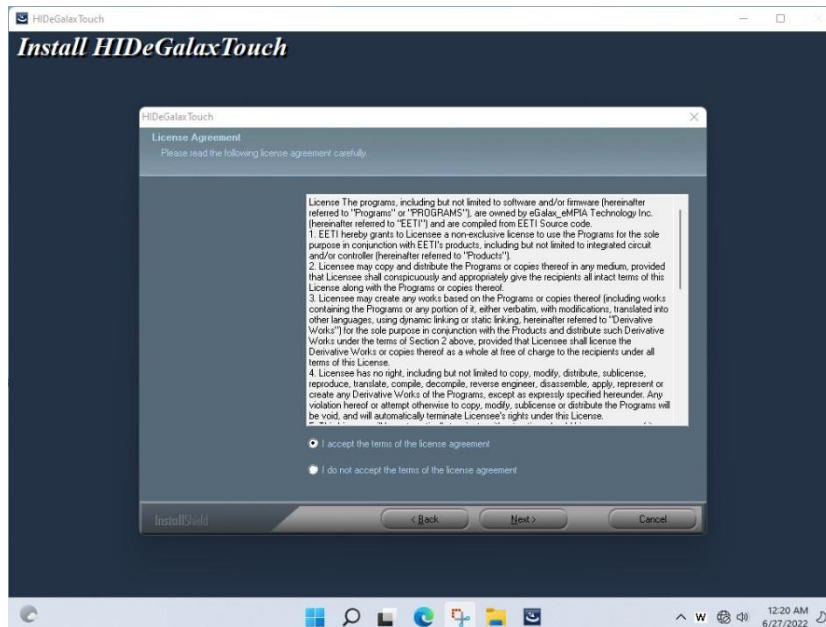 HIDeGalaxTouch
Install HIDeGalaxTouch
HIDeGalaxTouch
License Agreement
Please read the following license agreement carefully.
License The programs, including but not limited to software and/or firmware (hereinafter
referred to "Programs" or "PROGRAMS"), are owned by eGalax_eMPIA Technology Inc.
(hereinafter referred to "EETI") and are compiled from EETI Source code.
1. EETI hereby grants to Licensee a non-exclusive license to use the Programs for the sole
purpose in conjunction with EETI's products, including but not limited to integrated circuit
and/or controller (hereinafter referred to "Products").
2. Licensee may copy and distribute the Programs or copies thereof in any medium, provided
that Licensee shall conspicuously and appropriately give the recipients all intact terms of this
License along with the Programs or copies thereof.
3. Licensee may create any works based on the Programs or copies thereof (including works
containing the Programs or any portion of it, either verbatim, with modifications, translated into
other languages, using dynamic linking or static linking, hereinafter referred to "Derivative
Works") for the sole purpose in conjunction with the Products and distribute such Derivative
Works under the terms of Section 2 above, provided that Licensee shall license the
Derivative Works or copies thereof as a whole at free of charge to the recipients under all
terms of this License.
4. Licensee has no right, including but not limited to copy, modify, distribute, sublicense,
reproduce, translate, compile, decompile, reverse engineer, disassemble, apply, represent or
create any Derivative Works of the Programs, except as expressly specified hereunder. Any
violation hereof or attempt otherwise to copy, modify, sublicense or distribute the Programs will
be void, and will automatically terminate Licensee's rights under this License.
I accept the terms of the license agreement
I do not accept the terms of the license agreement
InstallShield
< Back
Next >
Cancel
W
12:20 AM
6/27/2022